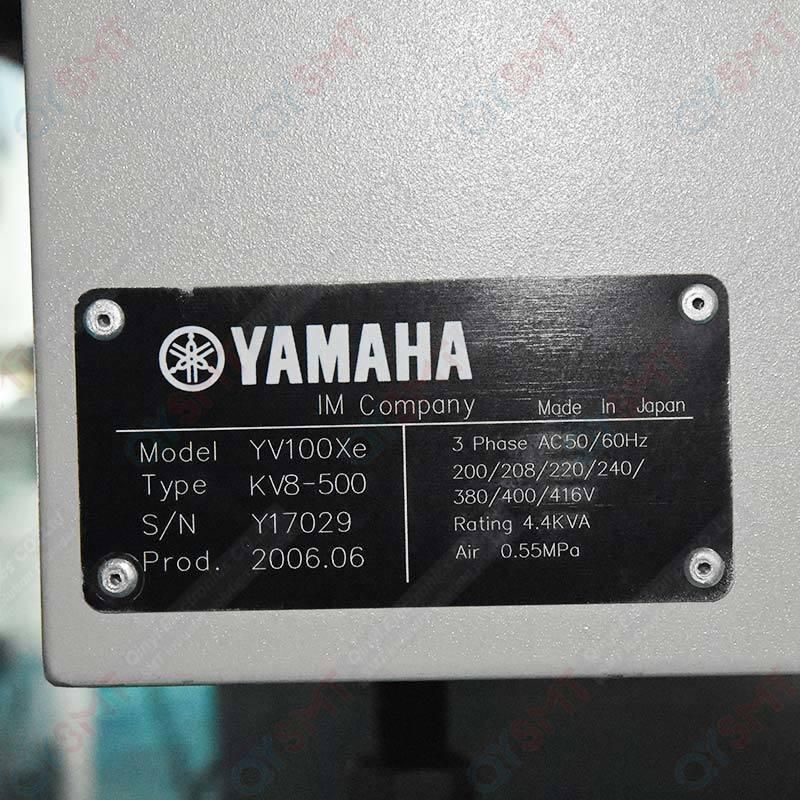 YAMAHA
IM Company Made In Japan
Model YV100Xe
Type KV8-500
S/N Y17029
Prod. 2006.06
3 Phase AC50/60Hz
200/208/220/240/
380/400/416V
Rating 4.4KVA
Air 0.55MPa
QYSMT